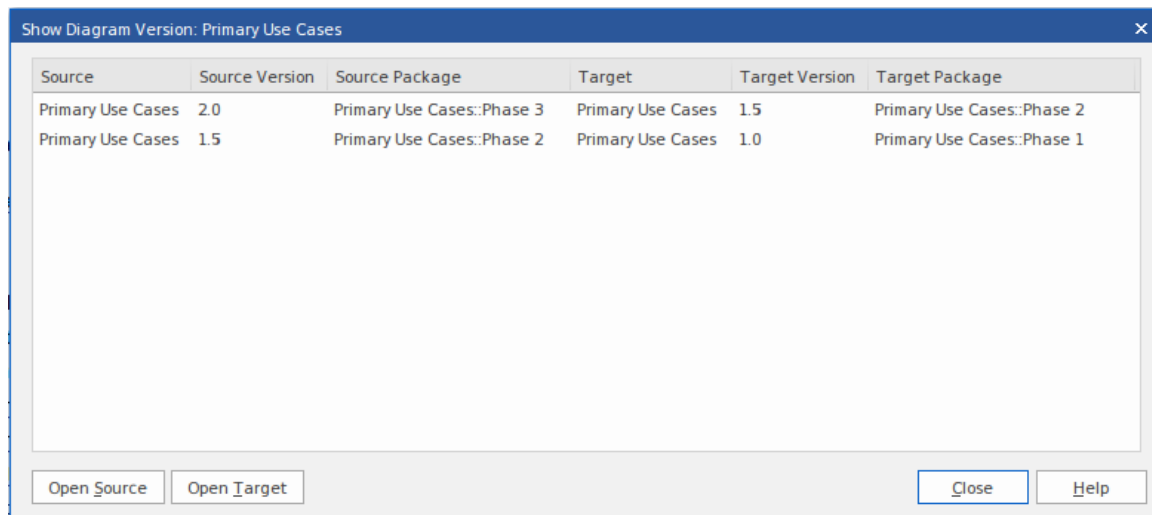 Show Diagram Version: Primary Use Cases
Source Source Version Source Package Target Target Version Target Package
Primary Use Cases 2.0 Primary Use Cases::Phase 3 Primary Use Cases 1.5 Primary Use Cases::Phase 2
Primary Use Cases 1.5 Primary Use Cases::Phase 2 Primary Use Cases 1.0 Primary Use Cases::Phase 1
Open Source Open Target Close Help